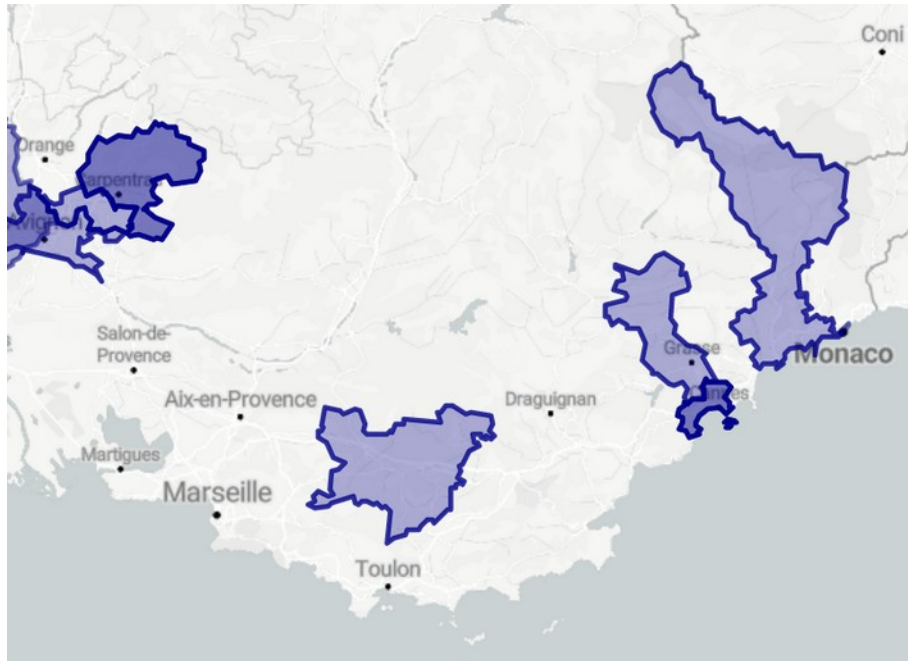 Coni
Orange
Carpentras
Avignon
Salon-de-
Provence
Grasse
Monaco
Cannes
Aix-en-Provence
Draguignan
Martigues
Marseille
Toulon